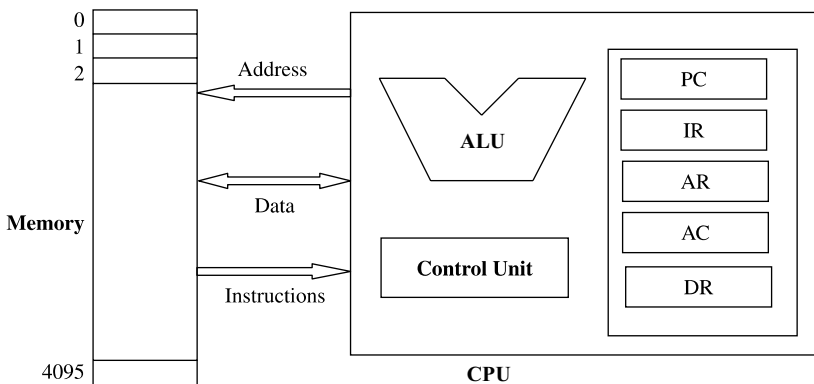 0
1
2
4095
Memory
Address
Data
Instructions
ALU
Control Unit
PC
IR
AR
AC
DR
CPU